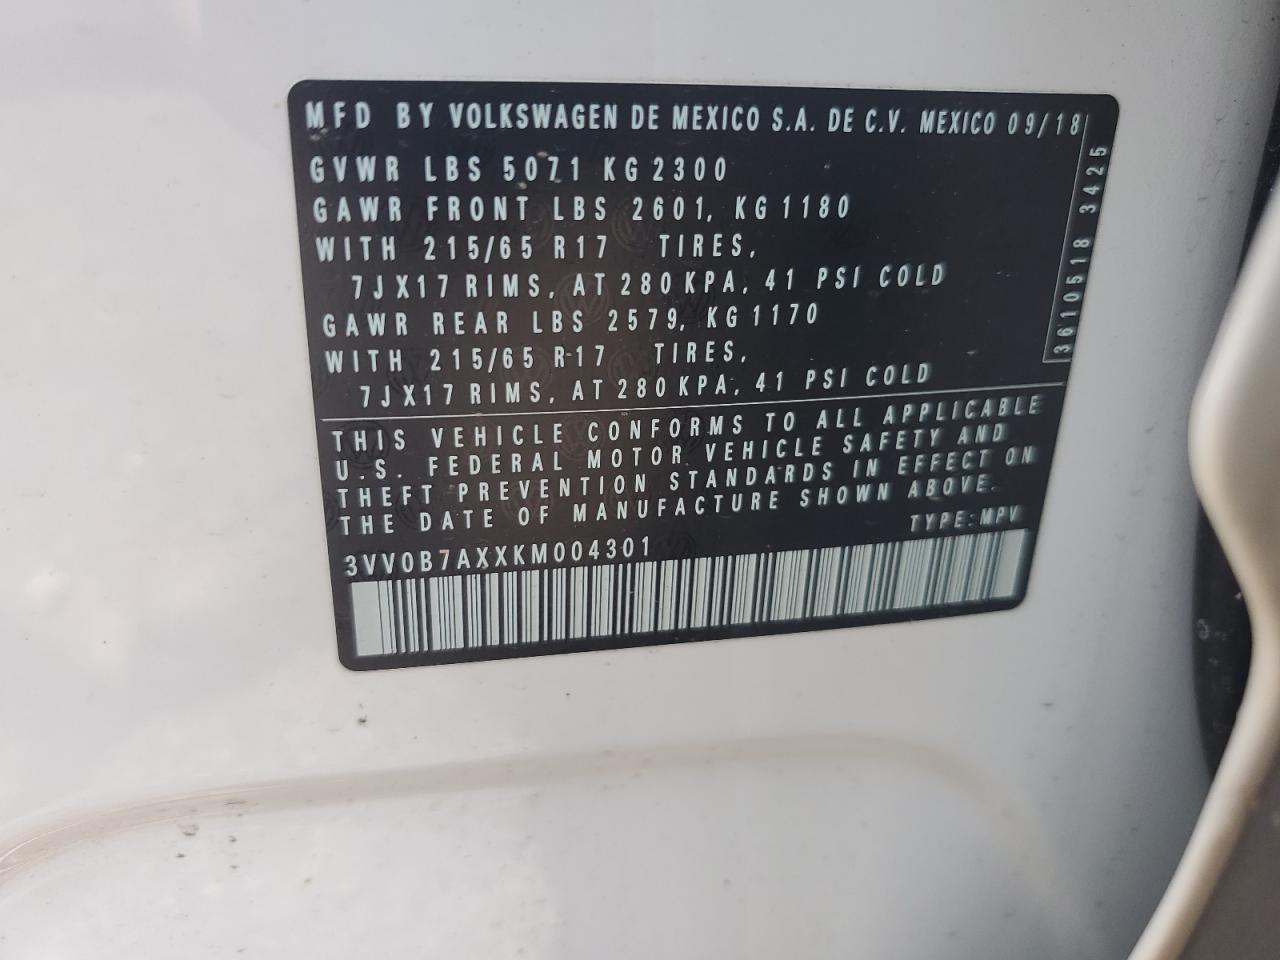 MFD BY VOLKSWAGEN DE MEXICO S.A. DE C.V. MEXICO 09/18
GVWR LBS 5071 KG 2300
GAWR FRONT LBS 2601, KG 1180
WITH 215/65 R17 TIRES,
7JX17 RIMS, AT 280 KPA, 41 PSI COLD
GAWR REAR LBS 2579, KG 1170
WITH 215/65 R17 TIRES,
7JX17 RIMS, AT 280 KPA, 41 PSI COLD
3610518 3425
THIS VEHICLE CONFORMS TO ALL APPLICABLE
U.S. FEDERAL MOTOR VEHICLE SAFETY AND
THEFT PREVENTION STANDARDS IN EFFECT ON
THE DATE OF MANUFACTURE SHOWN ABOVE.
TYPE: MPV
3VV0B7AXXKM004301